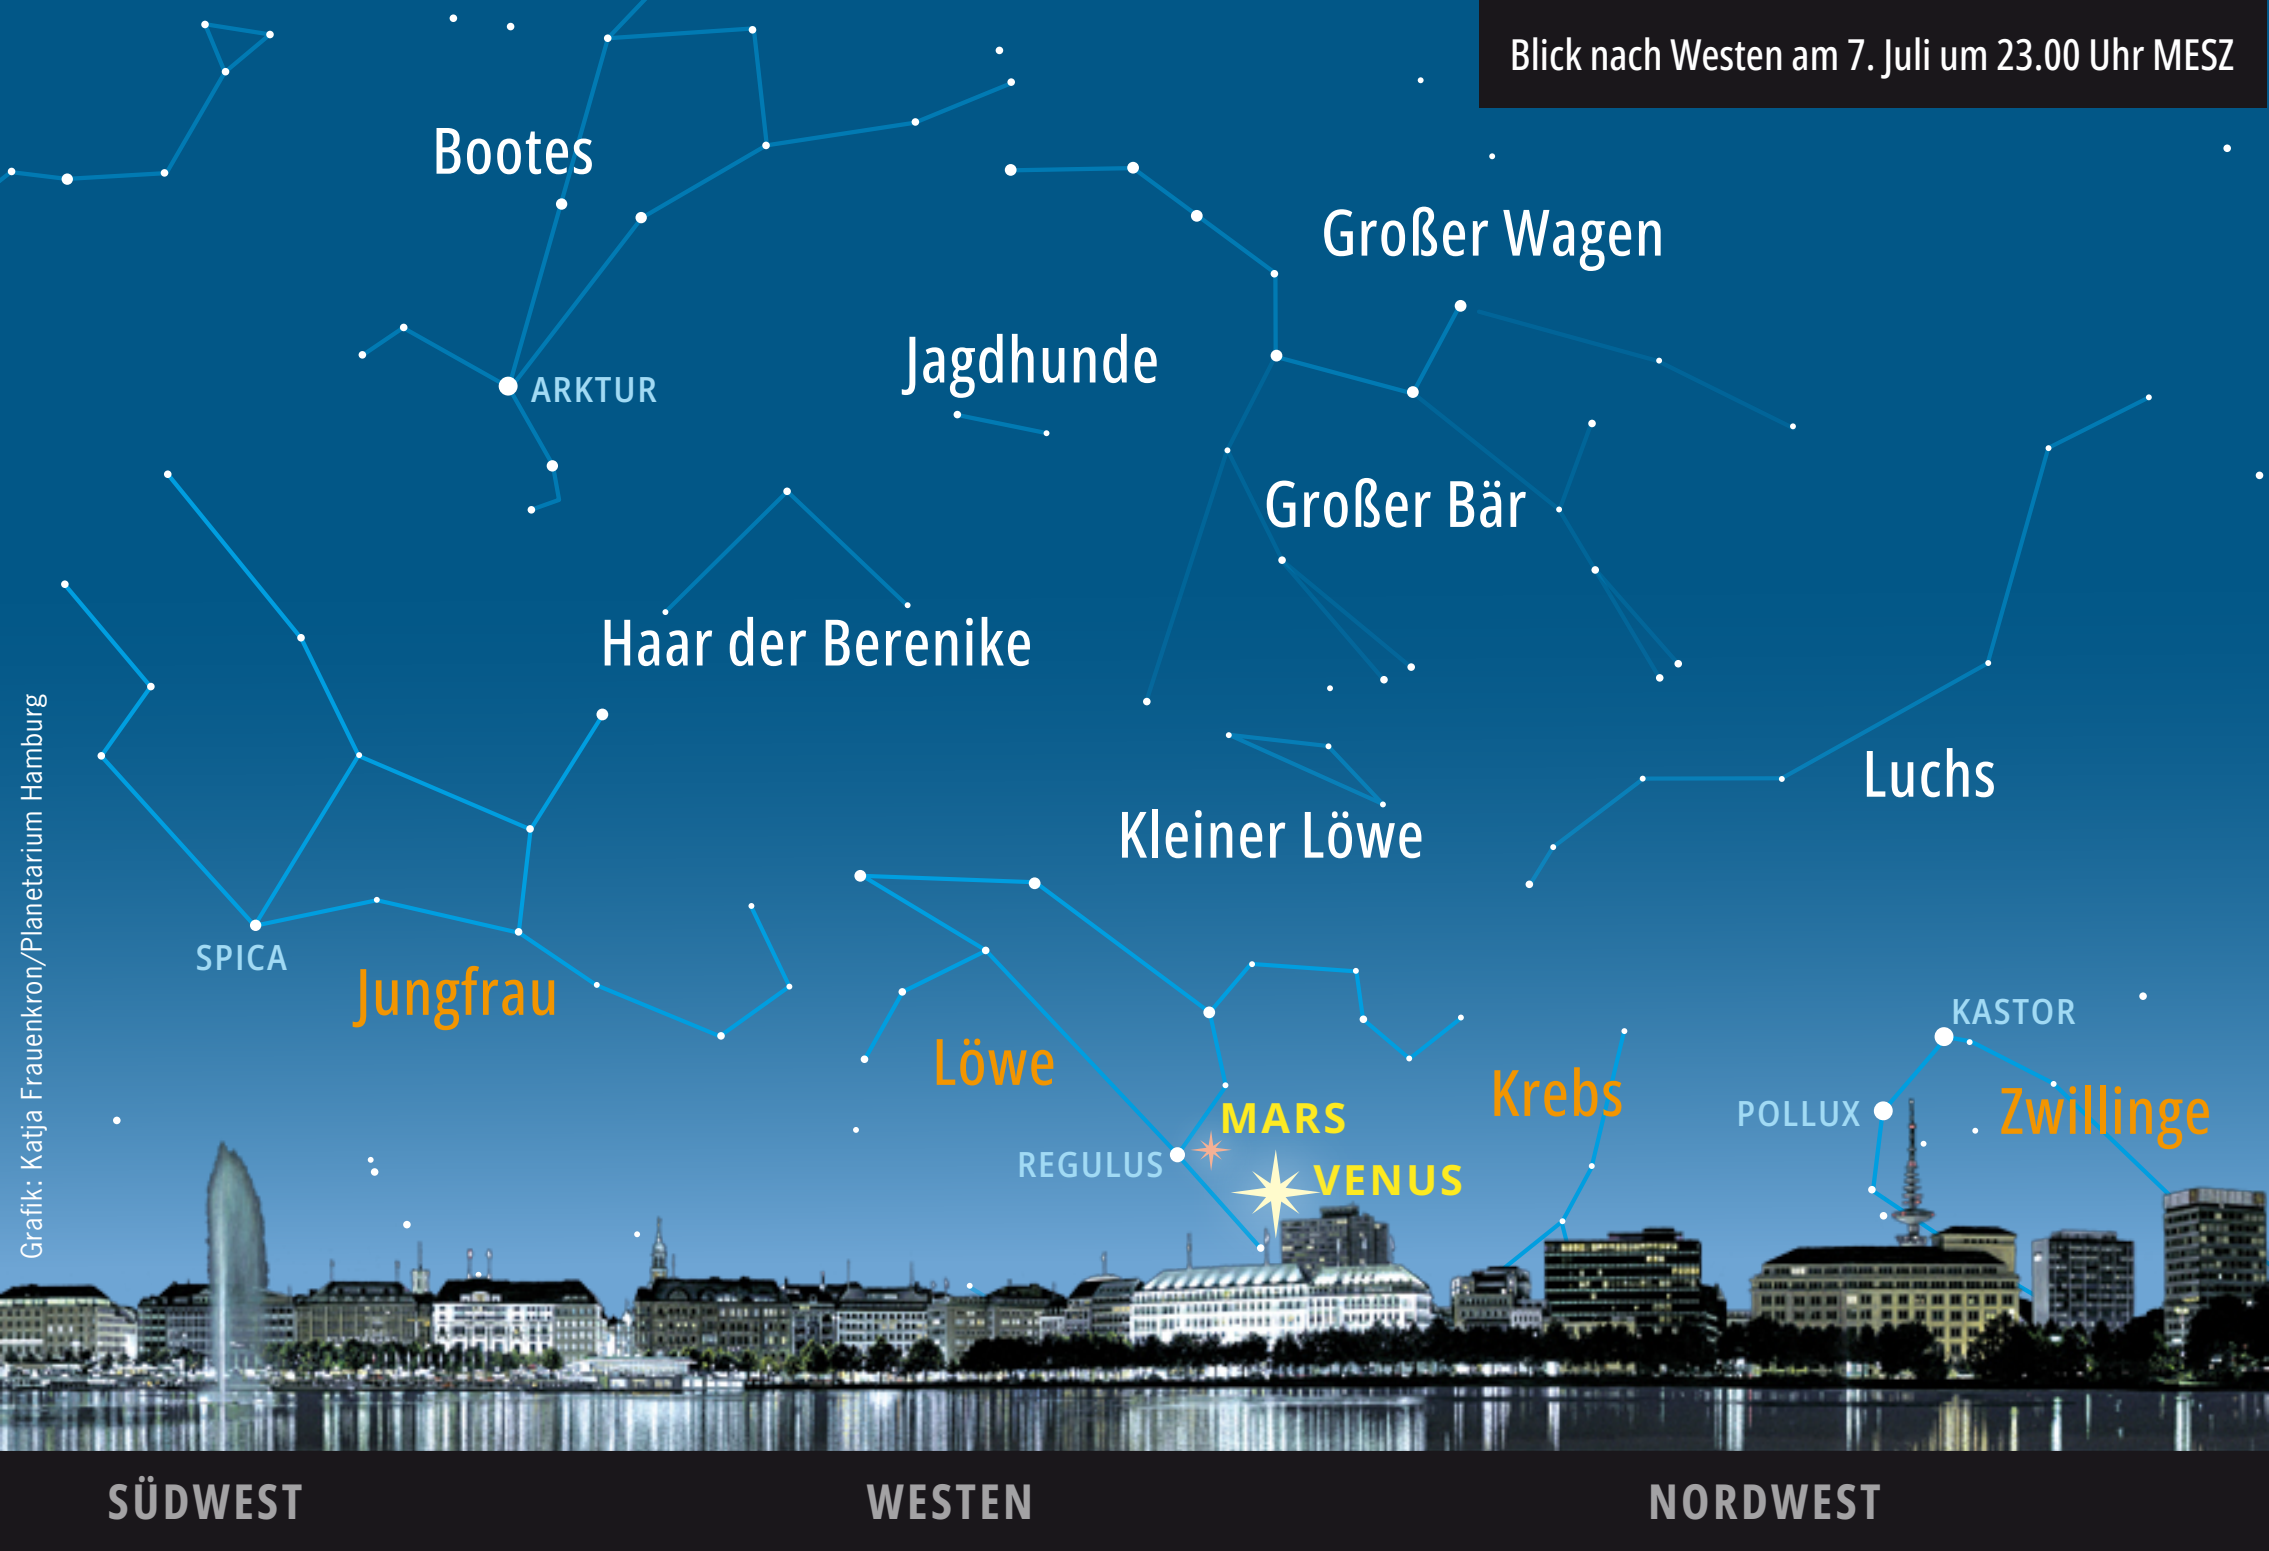 Blick nach Westen am 7. Juli um 23.00 Uhr MESZ
Bootes
Großer Wagen
Jagdhunde
ARKTUR
Großer Bär
Haar der Berenike
Luchs
Kleiner Löwe
SPICA
Jungfrau
Löwe
KASTOR
Krebs
Zwillinge
POLLUX
MARS
REGULUS
VENUS
Grafik: Katja Frauenkron/Planetarium Hamburg
SÜDWEST
WESTEN
NORDWEST